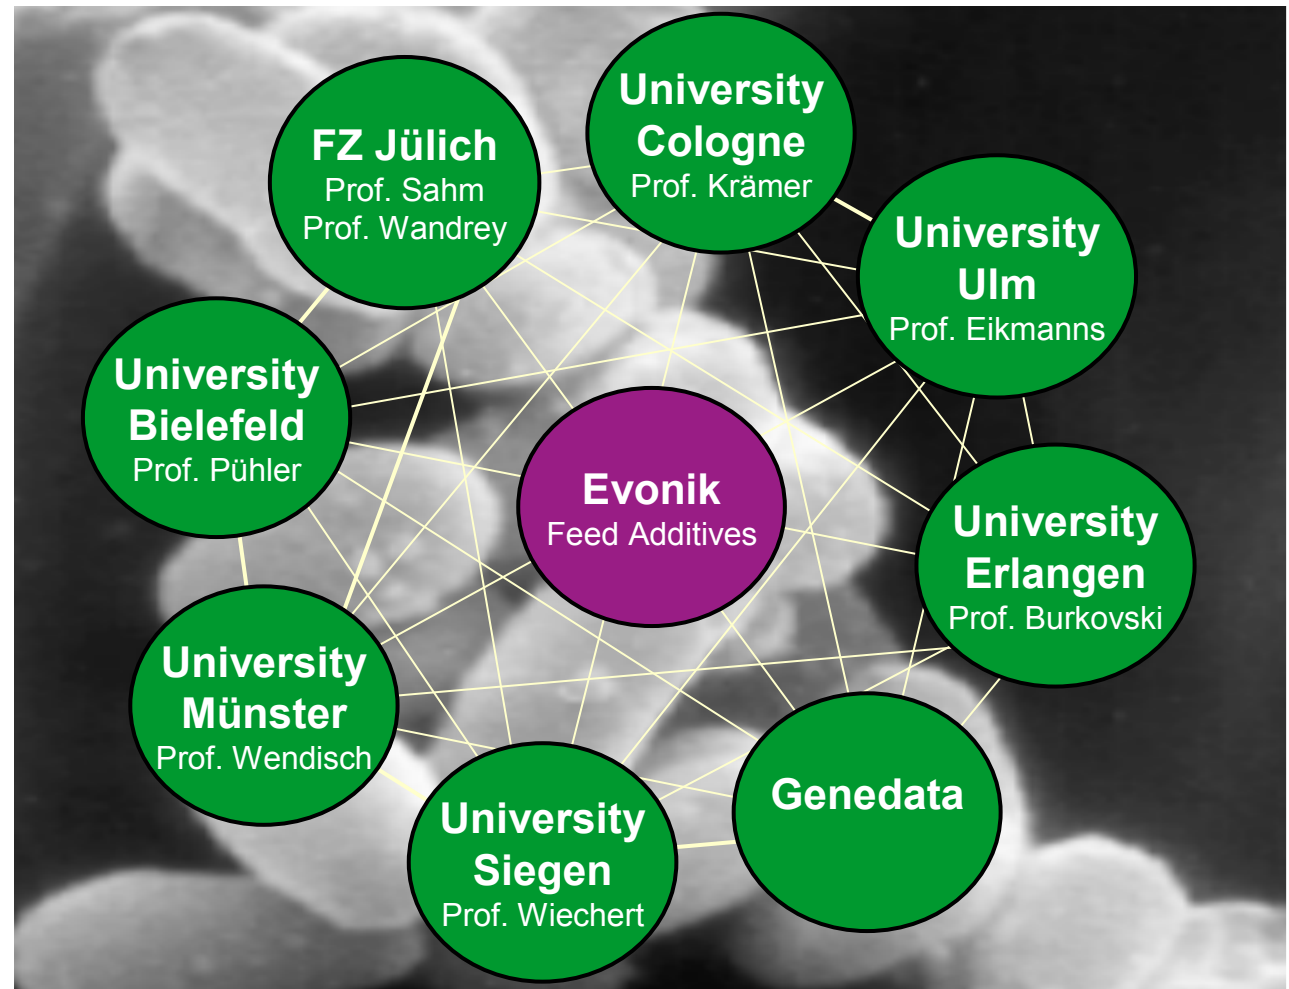 FZ Jülich
Prof. Sahm
Prof. Wandrey
University
Cologne
Prof. Krämer
University
Ulm
Prof. Eikmanns
University
Bielefeld
Prof. Pühler
Evonik
Feed Additives
University
Erlangen
Prof. Burkovski
University
Münster
Prof. Wendisch
University
Siegen
Prof. Wiechert
Genedata